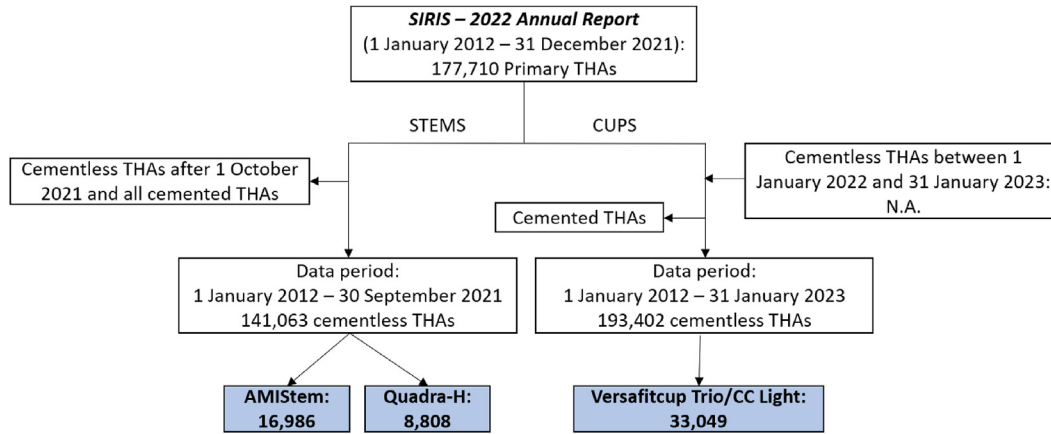 SIRIS – 2022 Annual Report
(1 January 2012 – 31 December 2021):
177,710 Primary THAs
STEMS
CUPS
Cementless THAs after 1 October
2021 and all cemented THAs
Cementless THAs between 1
January 2022 and 31 January 2023:
N.A.
Cemented THAs
Data period:
1 January 2012 – 30 September 2021
141,063 cementless THAs
Data period:
1 January 2012 – 31 January 2023
193,402 cementless THAs
AMIStem:
16,986
Quadra-H:
8,808
Versafitcup Trio/CC Light:
33,049